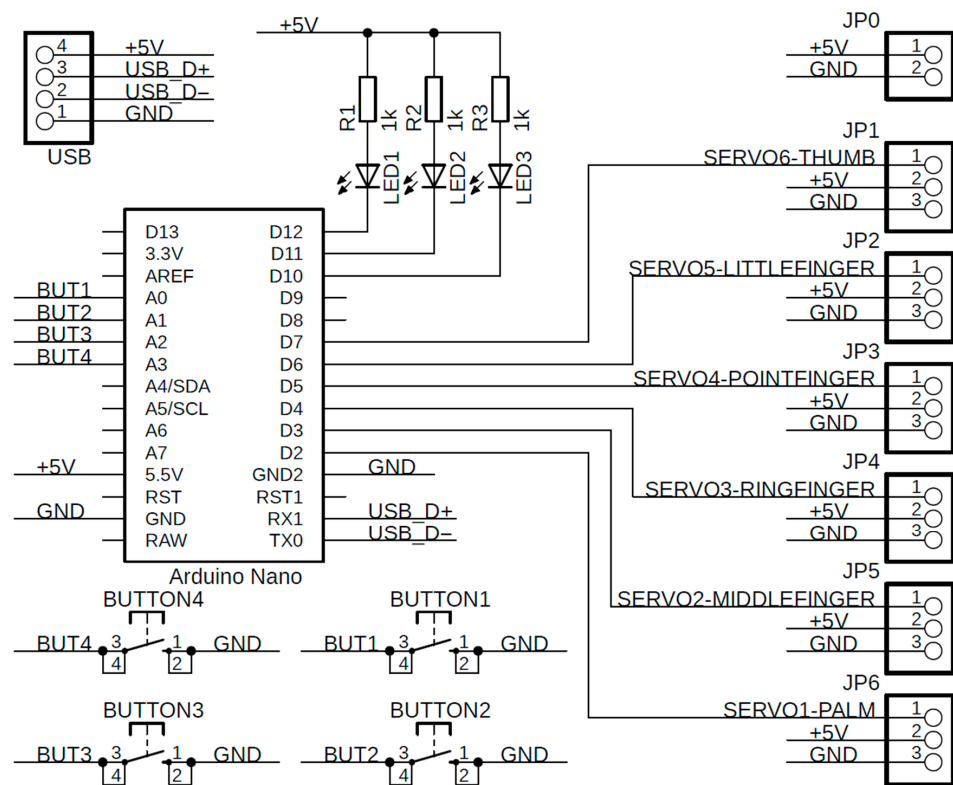 +5V
JP0
4 +5V
3 USB_D+
2 USB_D−
1 GND
USB
+5V 1
GND 2
R1 1k
R2 1k
R3 1k
LED1
LED2
LED3
JP1
SERVO6-THUMB 1
+5V 2
GND 3
JP2
SERVO5-LITTLEFINGER 1
+5V 2
GND 3
JP3
SERVO4-POINTFINGER 1
+5V 2
GND 3
JP4
SERVO3-RINGFINGER 1
+5V 2
GND 3
JP5
SERVO2-MIDDLEFINGER 1
+5V 2
GND 3
JP6
SERVO1-PALM 1
+5V 2
GND 3
D13 D12
3.3V D11
AREF D10
BUT1 A0 D9
BUT2 A1 D8
BUT3 A2 D7
BUT4 A3 D6
A4/SDA D5
A5/SCL D4
A6 D3
A7 D2
+5V 5.5V GND2 GND
RST RST1
GND GND RX1 USB_D+
RAW TX0 USB_D−
Arduino Nano
BUTTON4
BUT4 3 1 GND
4 2
BUTTON1
BUT1 3 1 GND
4 2
BUTTON3
BUT3 3 1 GND
4 2
BUTTON2
BUT2 3 1 GND
4 2